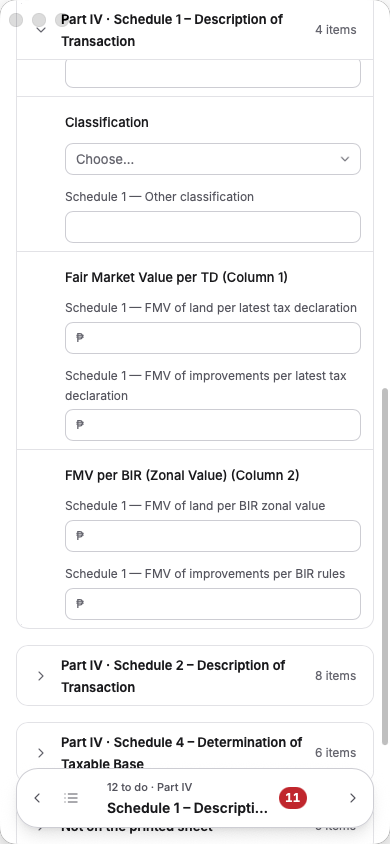 Part IV · Schedule 1 – Description of
Transaction
4 items
Classification
Choose...
Schedule 1 — Other classification
Fair Market Value per TD (Column 1)
Schedule 1 — FMV of land per latest tax declaration
₱
Schedule 1 — FMV of improvements per latest tax
declaration
₱
FMV per BIR (Zonal Value) (Column 2)
Schedule 1 — FMV of land per BIR zonal value
₱
Schedule 1 — FMV of improvements per BIR rules
₱
Part IV · Schedule 2 – Description of
Transaction
8 items
Part IV · Schedule 4 – Determination of
Taxable Base
6 items
12 to do · Part IV
Schedule 1 – Descripti...
11
Not on the printed sheet